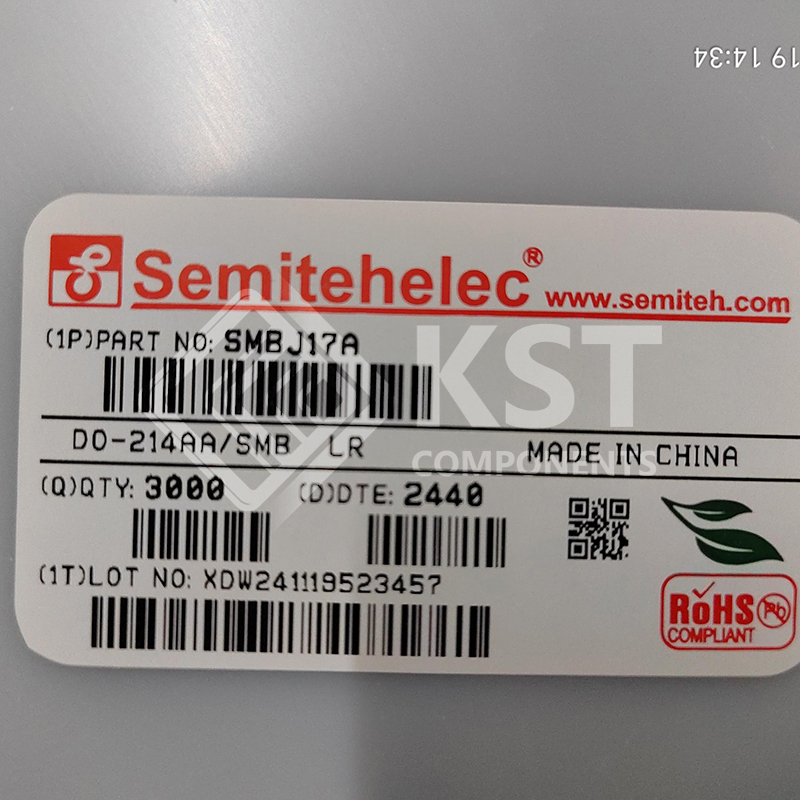 19 14:34
Semitehelec® www.semiteh.com
(1P)PART NO: SMBJ17A
KST
COMPONENTS
DO-214AA/SMB LR MADE IN CHINA
(Q)QTY: 3000 (D)DTE: 2440
(1T)LOT NO: XDW241119523457
RoHS Pb
COMPLIANT